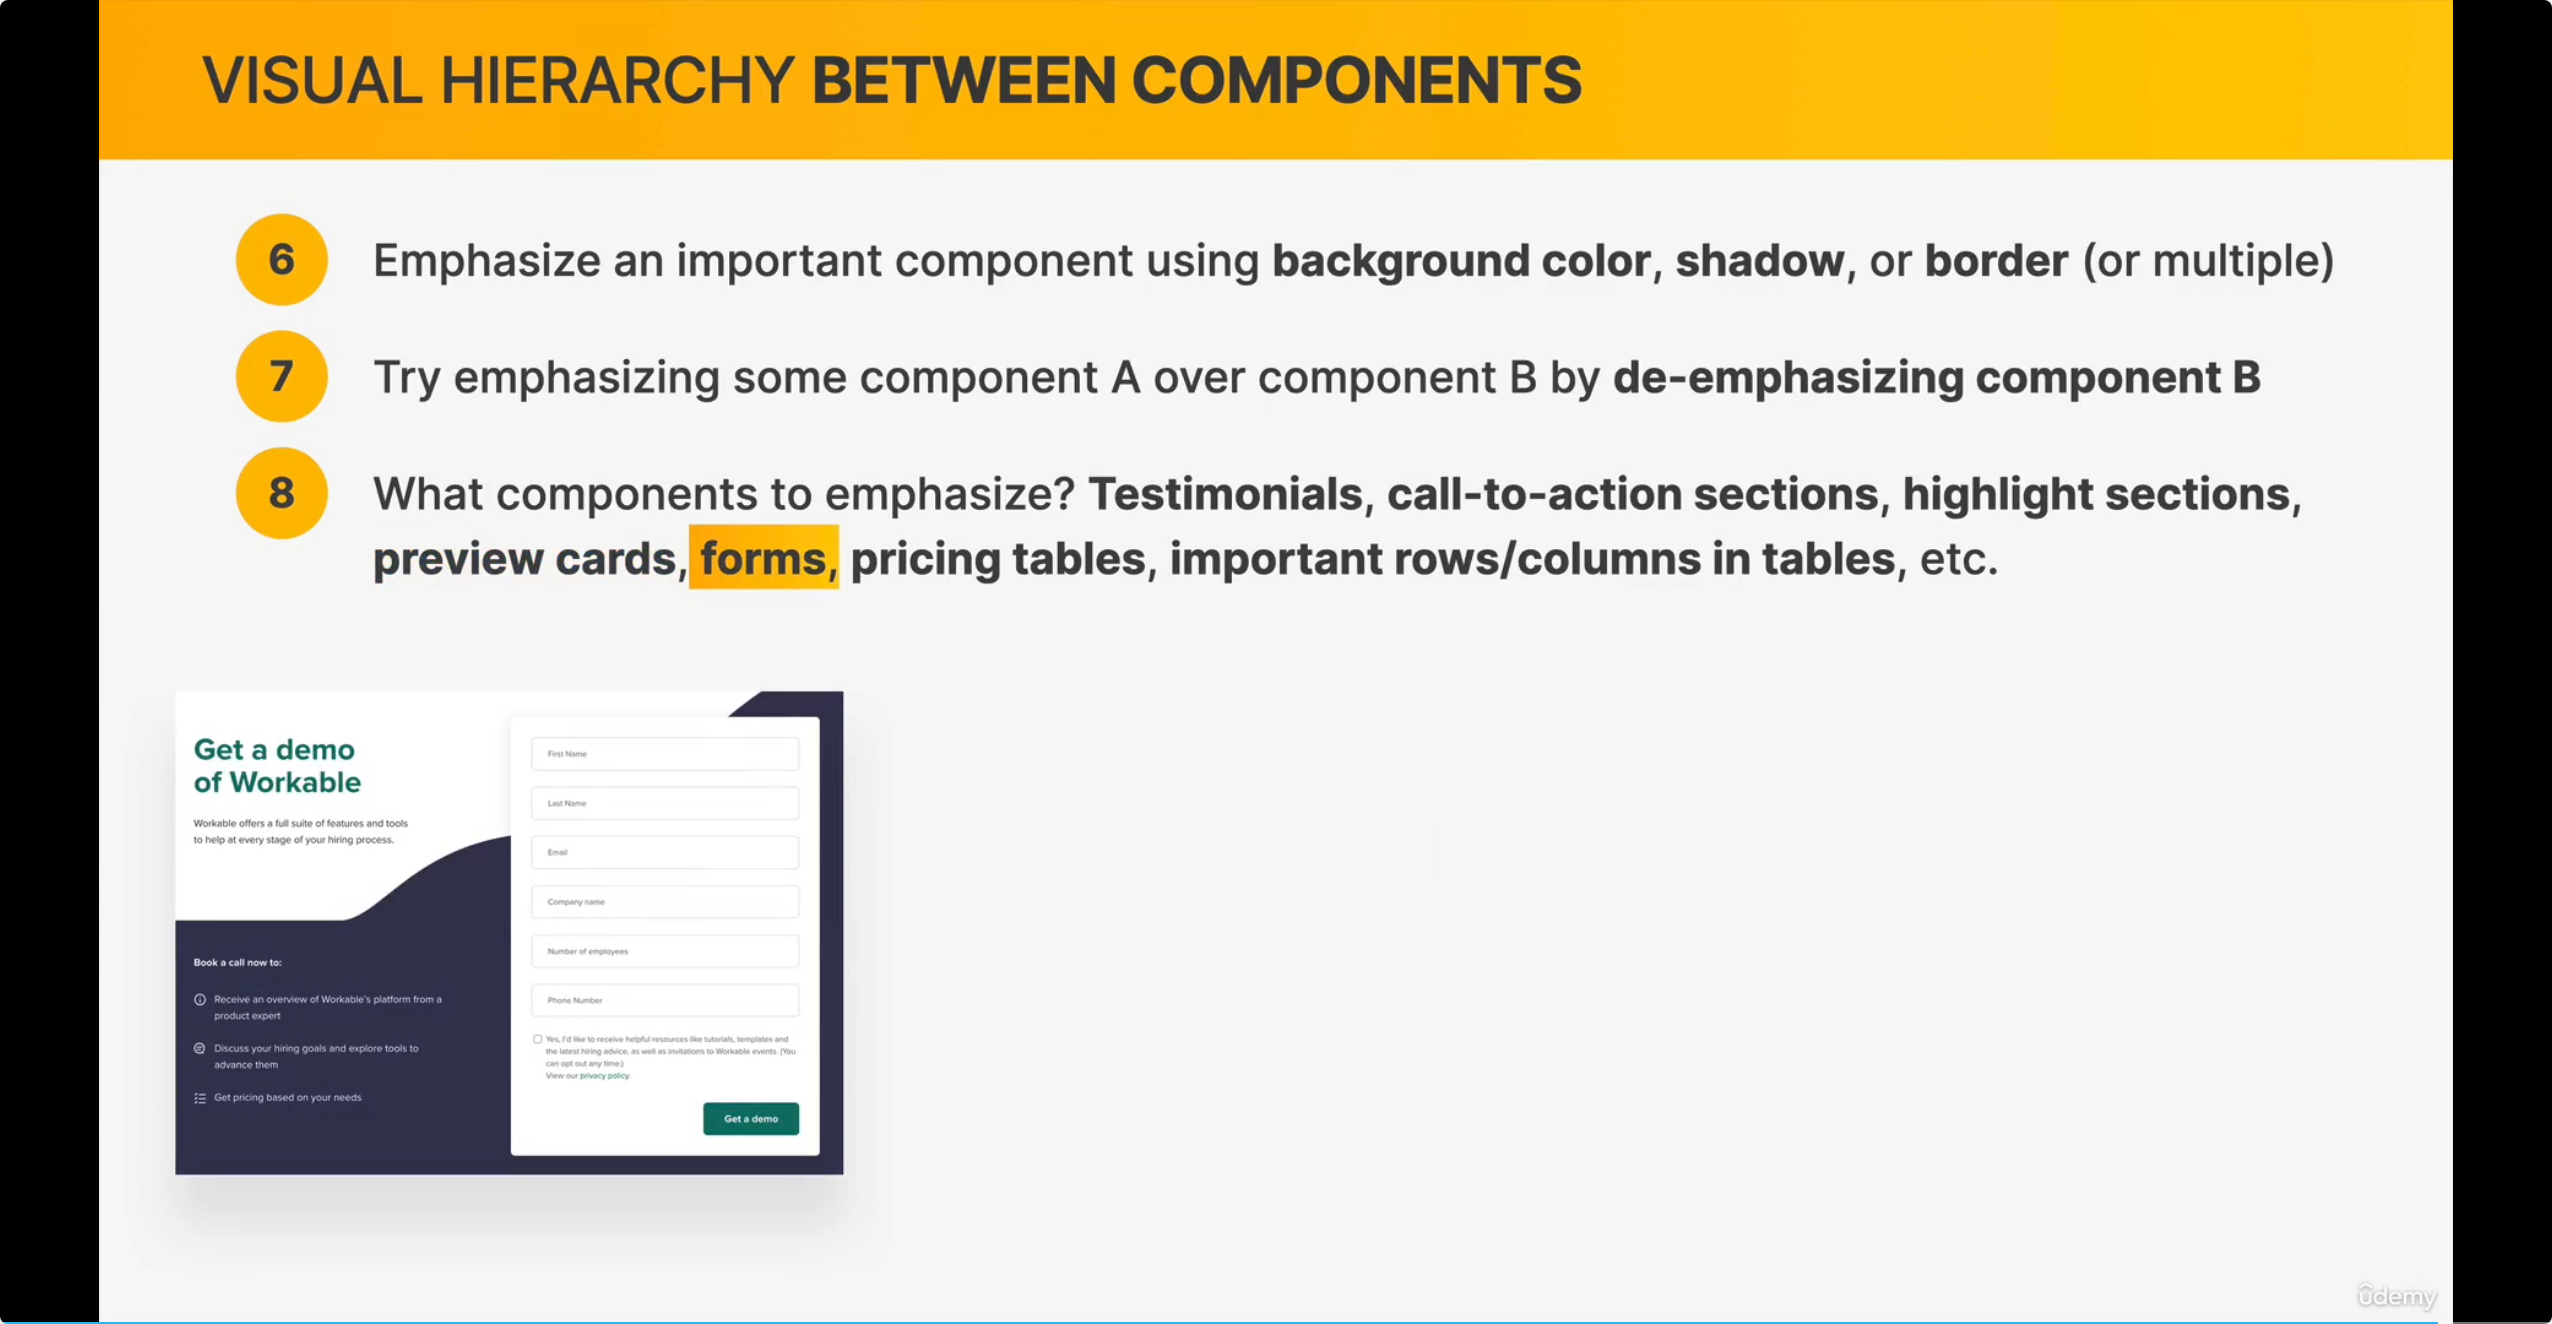 VISUAL HIERARCHY BETWEEN COMPONENTS
6 Emphasize an important component using background color, shadow, or border (or multiple)
7 Try emphasizing some component A over component B by de-emphasizing component B
8 What components to emphasize? Testimonials, call-to-action sections, highlight sections,
preview cards, forms, pricing tables, important rows/columns in tables, etc.
Get a demo
of Workable
Workable offers a full suite of features and tools
to help at every stage of your hiring process.
Book a call now to:
Receive an overview of Workable's platform from a
product expert
Discuss your hiring goals and explore tools to
advance them
Get pricing based on your needs
First Name
Last Name
Email
Company name
Number of employees
Phone Number
Yes, I'd like to receive helpful resources like tutorials, templates and
the latest hiring advice, as well as invitations to Workable events. (You
can opt out any time.)
View our privacy policy.
Get a demo
ûdemy